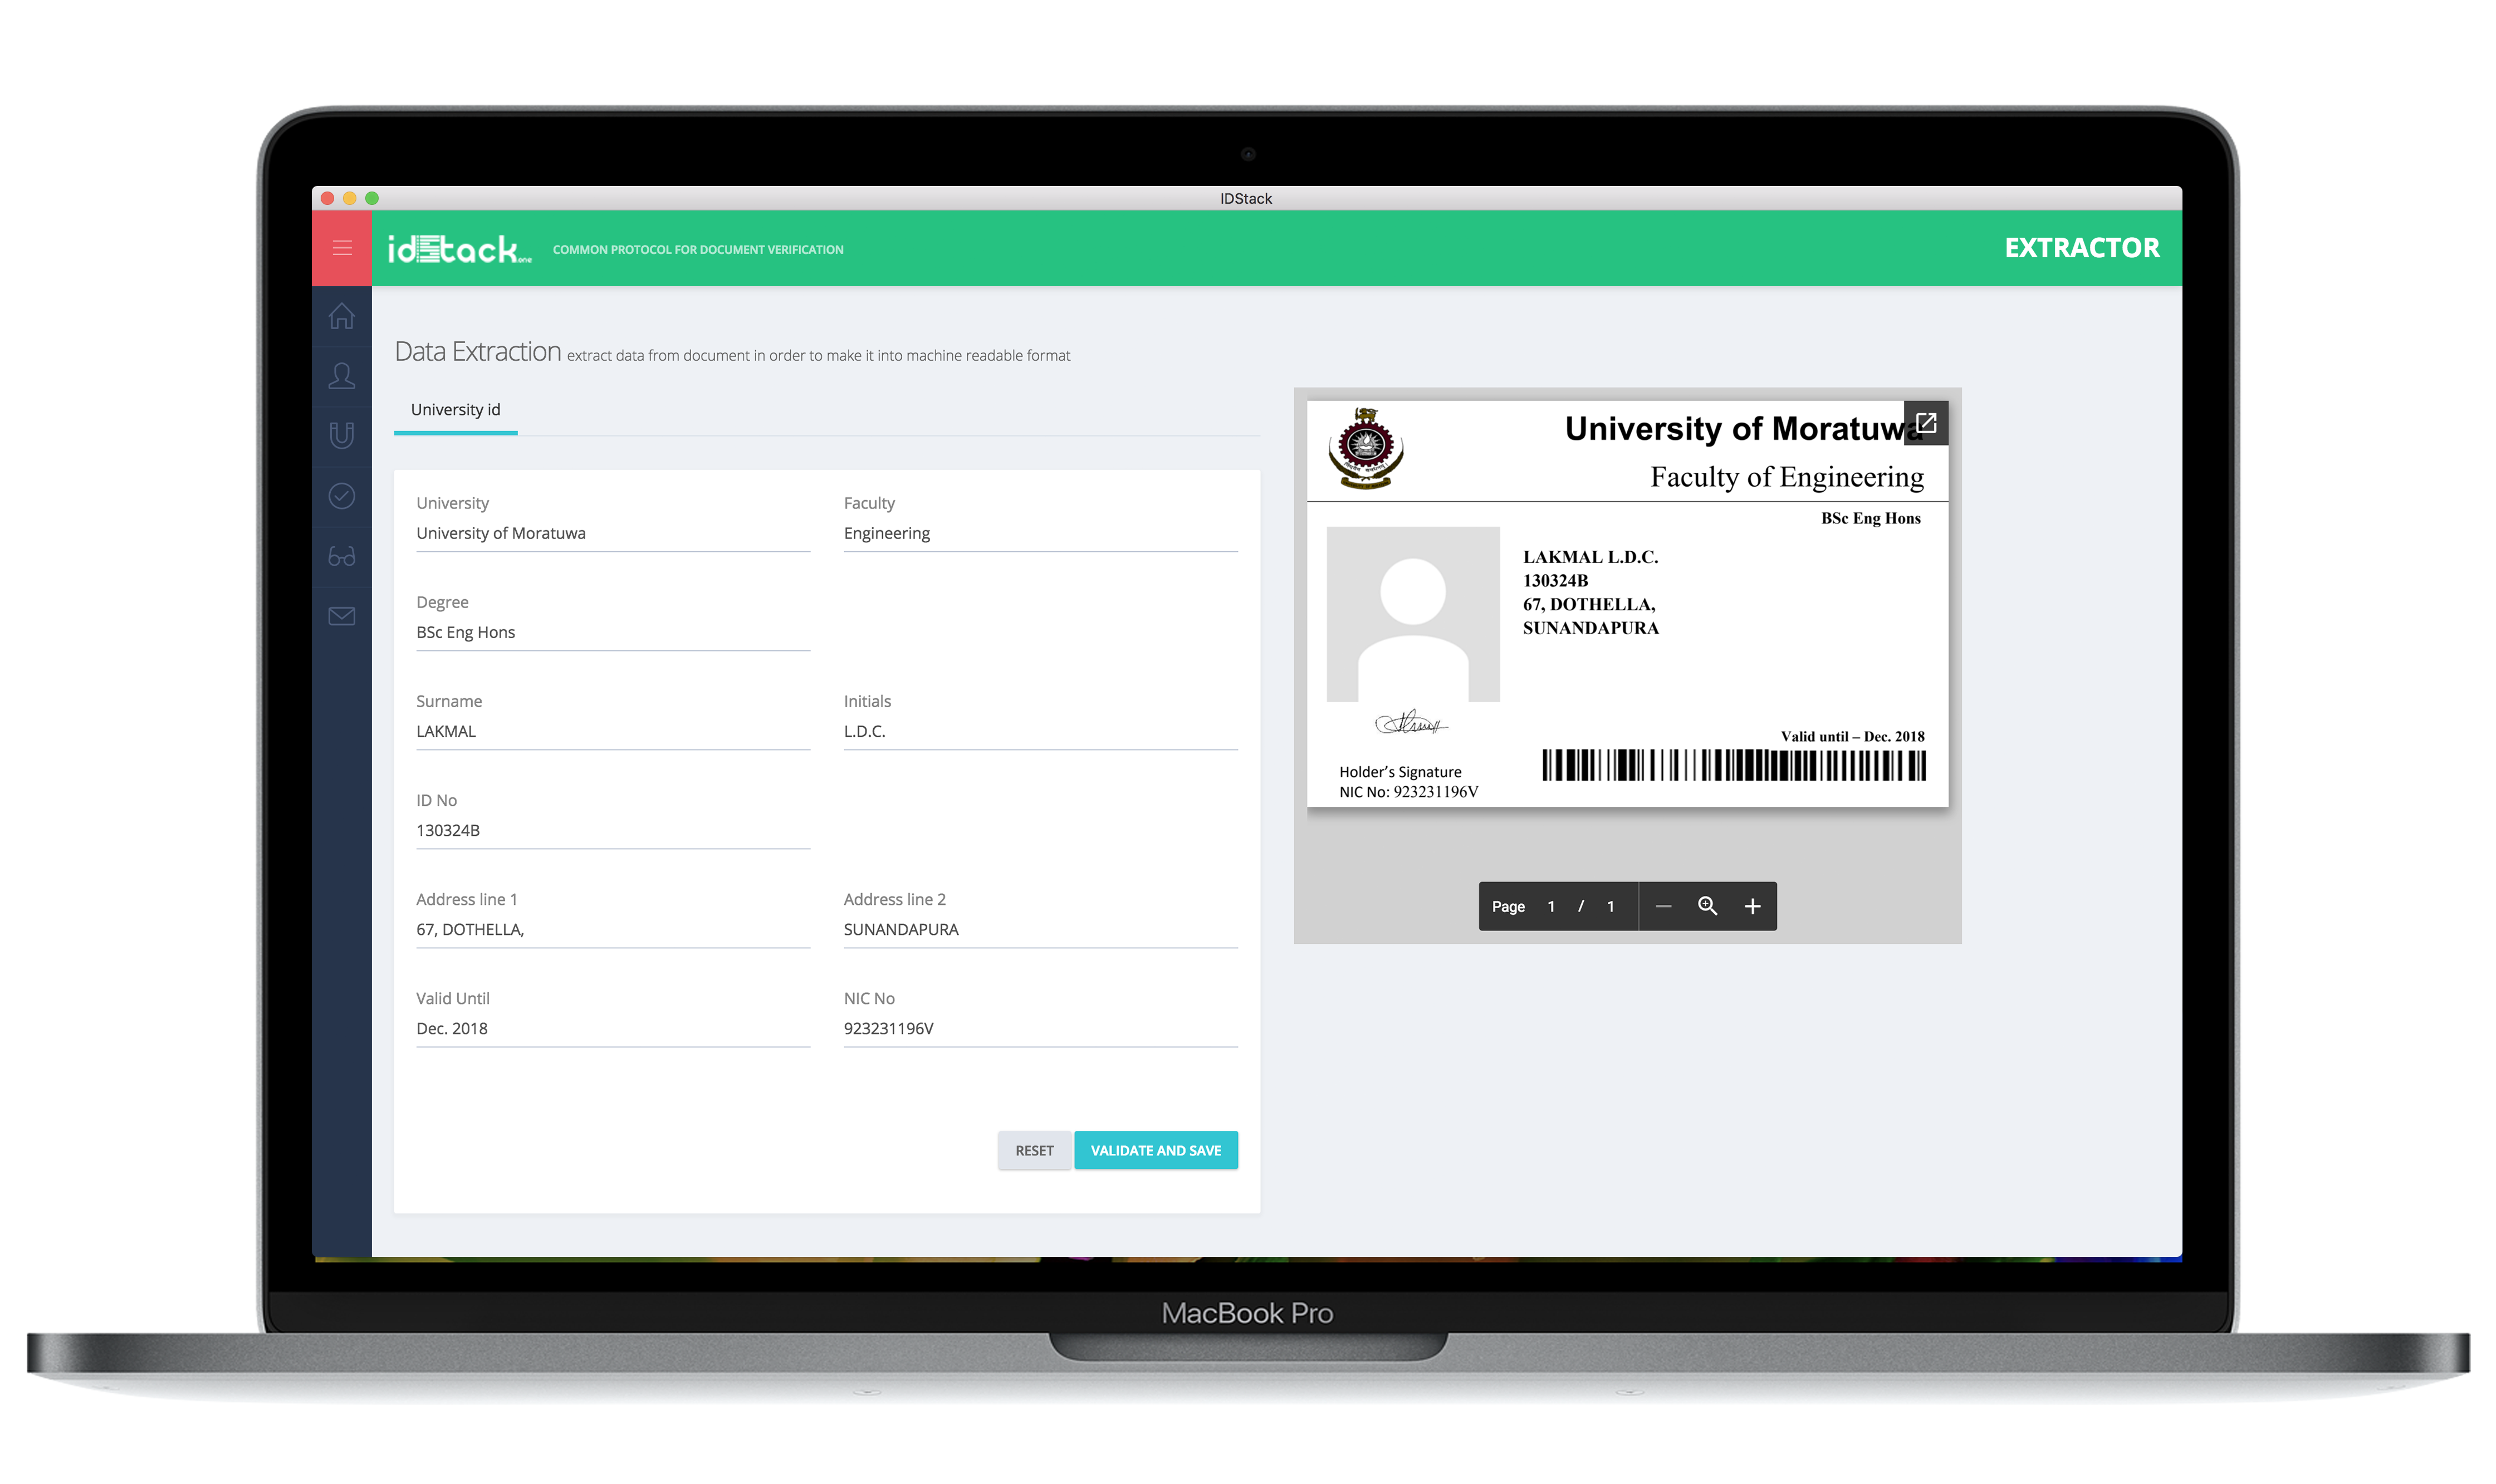 IDStack
idStack.one
COMMON PROTOCOL FOR DOCUMENT VERIFICATION
EXTRACTOR
Data Extraction extract data from document in order to make it into machine readable format
University id
University
University of Moratuwa
Faculty
Engineering
Degree
BSc Eng Hons
Surname
LAKMAL
Initials
L.D.C.
ID No
130324B
Address line 1
67, DOTHELLA,
Address line 2
SUNANDAPURA
Valid Until
Dec. 2018
NIC No
923231196V
RESET
VALIDATE AND SAVE
University of Moratuwa
Faculty of Engineering
BSc Eng Hons
LAKMAL L.D.C.
130324B
67, DOTHELLA,
SUNANDAPURA
Valid until – Dec. 2018
Holder’s Signature
NIC No: 923231196V
Page 1 / 1
MacBook Pro